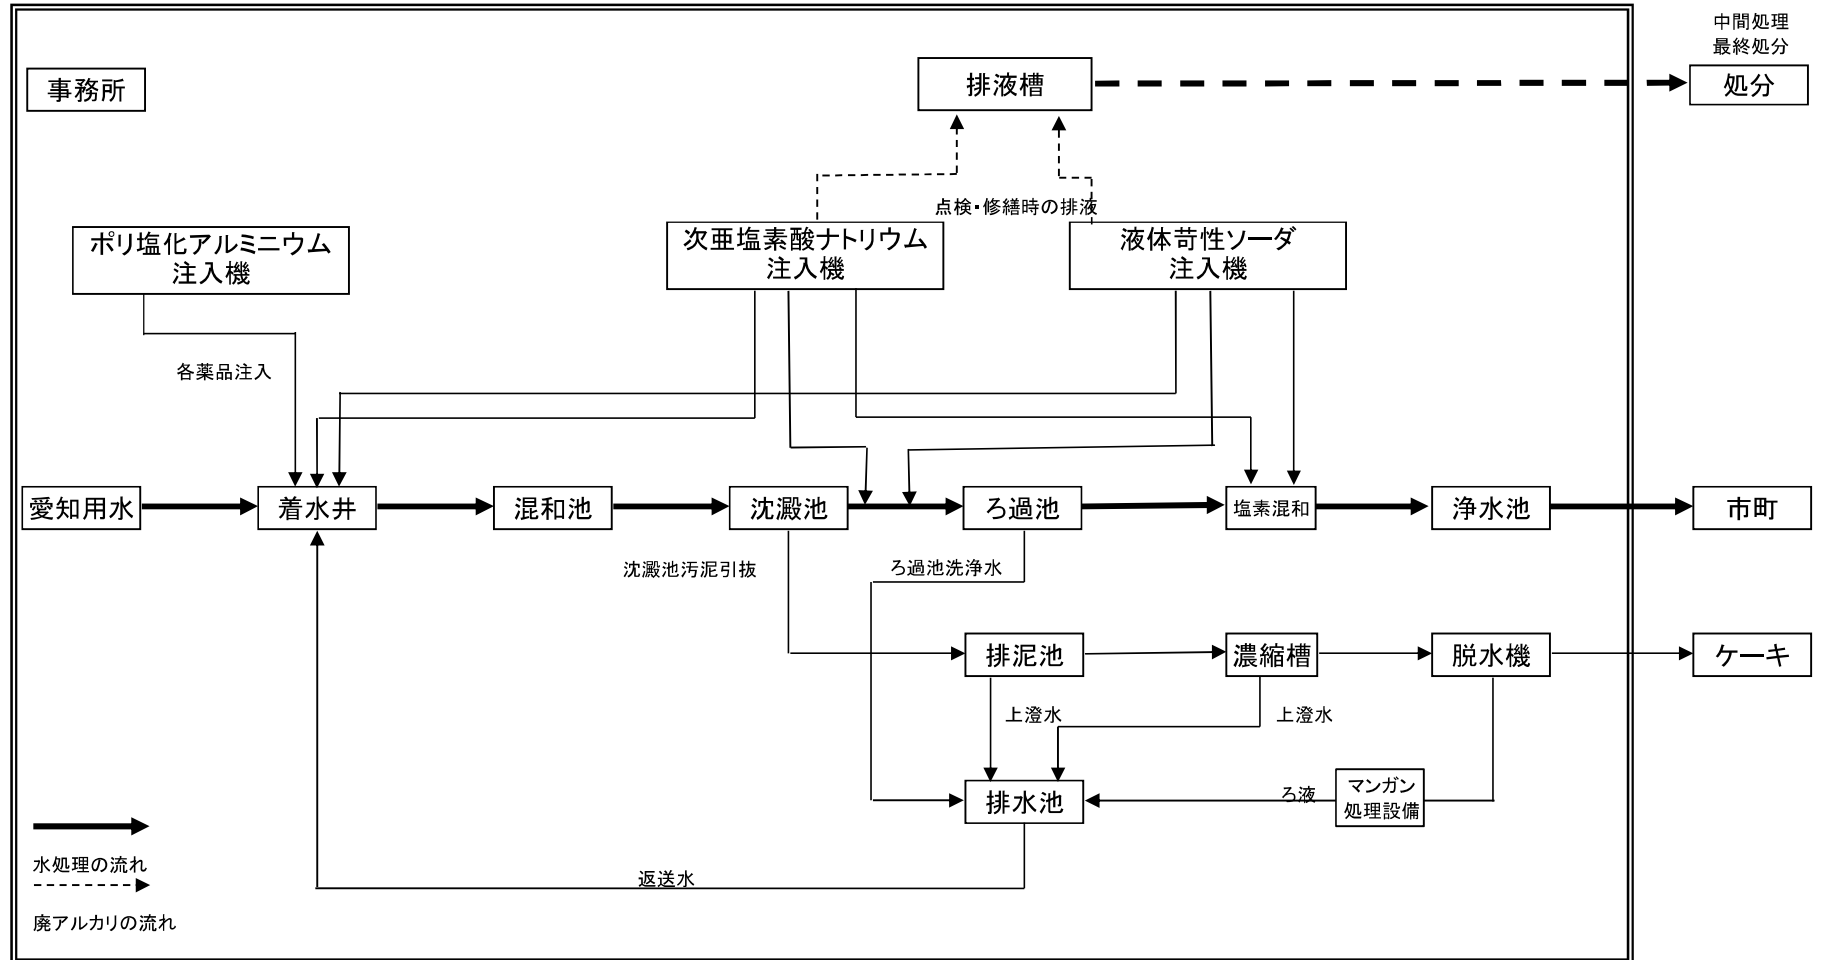 中間処理
最終処分
処分
事務所
排液槽
点検・修繕時の排液
ポリ塩化アルミニウム
注入機
次亜塩素酸ナトリウム
注入機
液体苛性ソーダ
注入機
各薬品注入
愛知用水
着水井
混和池
沈澱池
ろ過池
塩素混和
浄水池
市町
沈澱池汚泥引抜
ろ過池洗浄水
排泥池
濃縮槽
脱水機
ケーキ
上澄水
上澄水
排水池
ろ液
マンガン
処理設備
水処理の流れ
返送水
廃アルカリの流れ